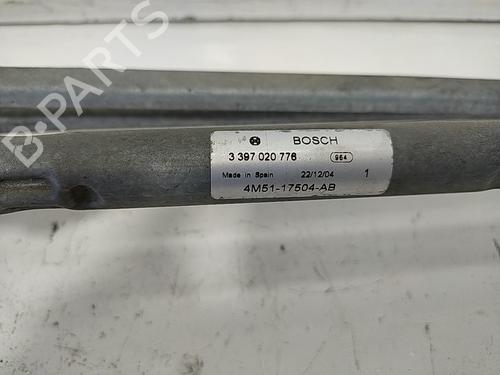 BOSCH
3 397 020 776 964
Made in Spain 22/12/04 1
4M51-17504-AB
B-PARTS